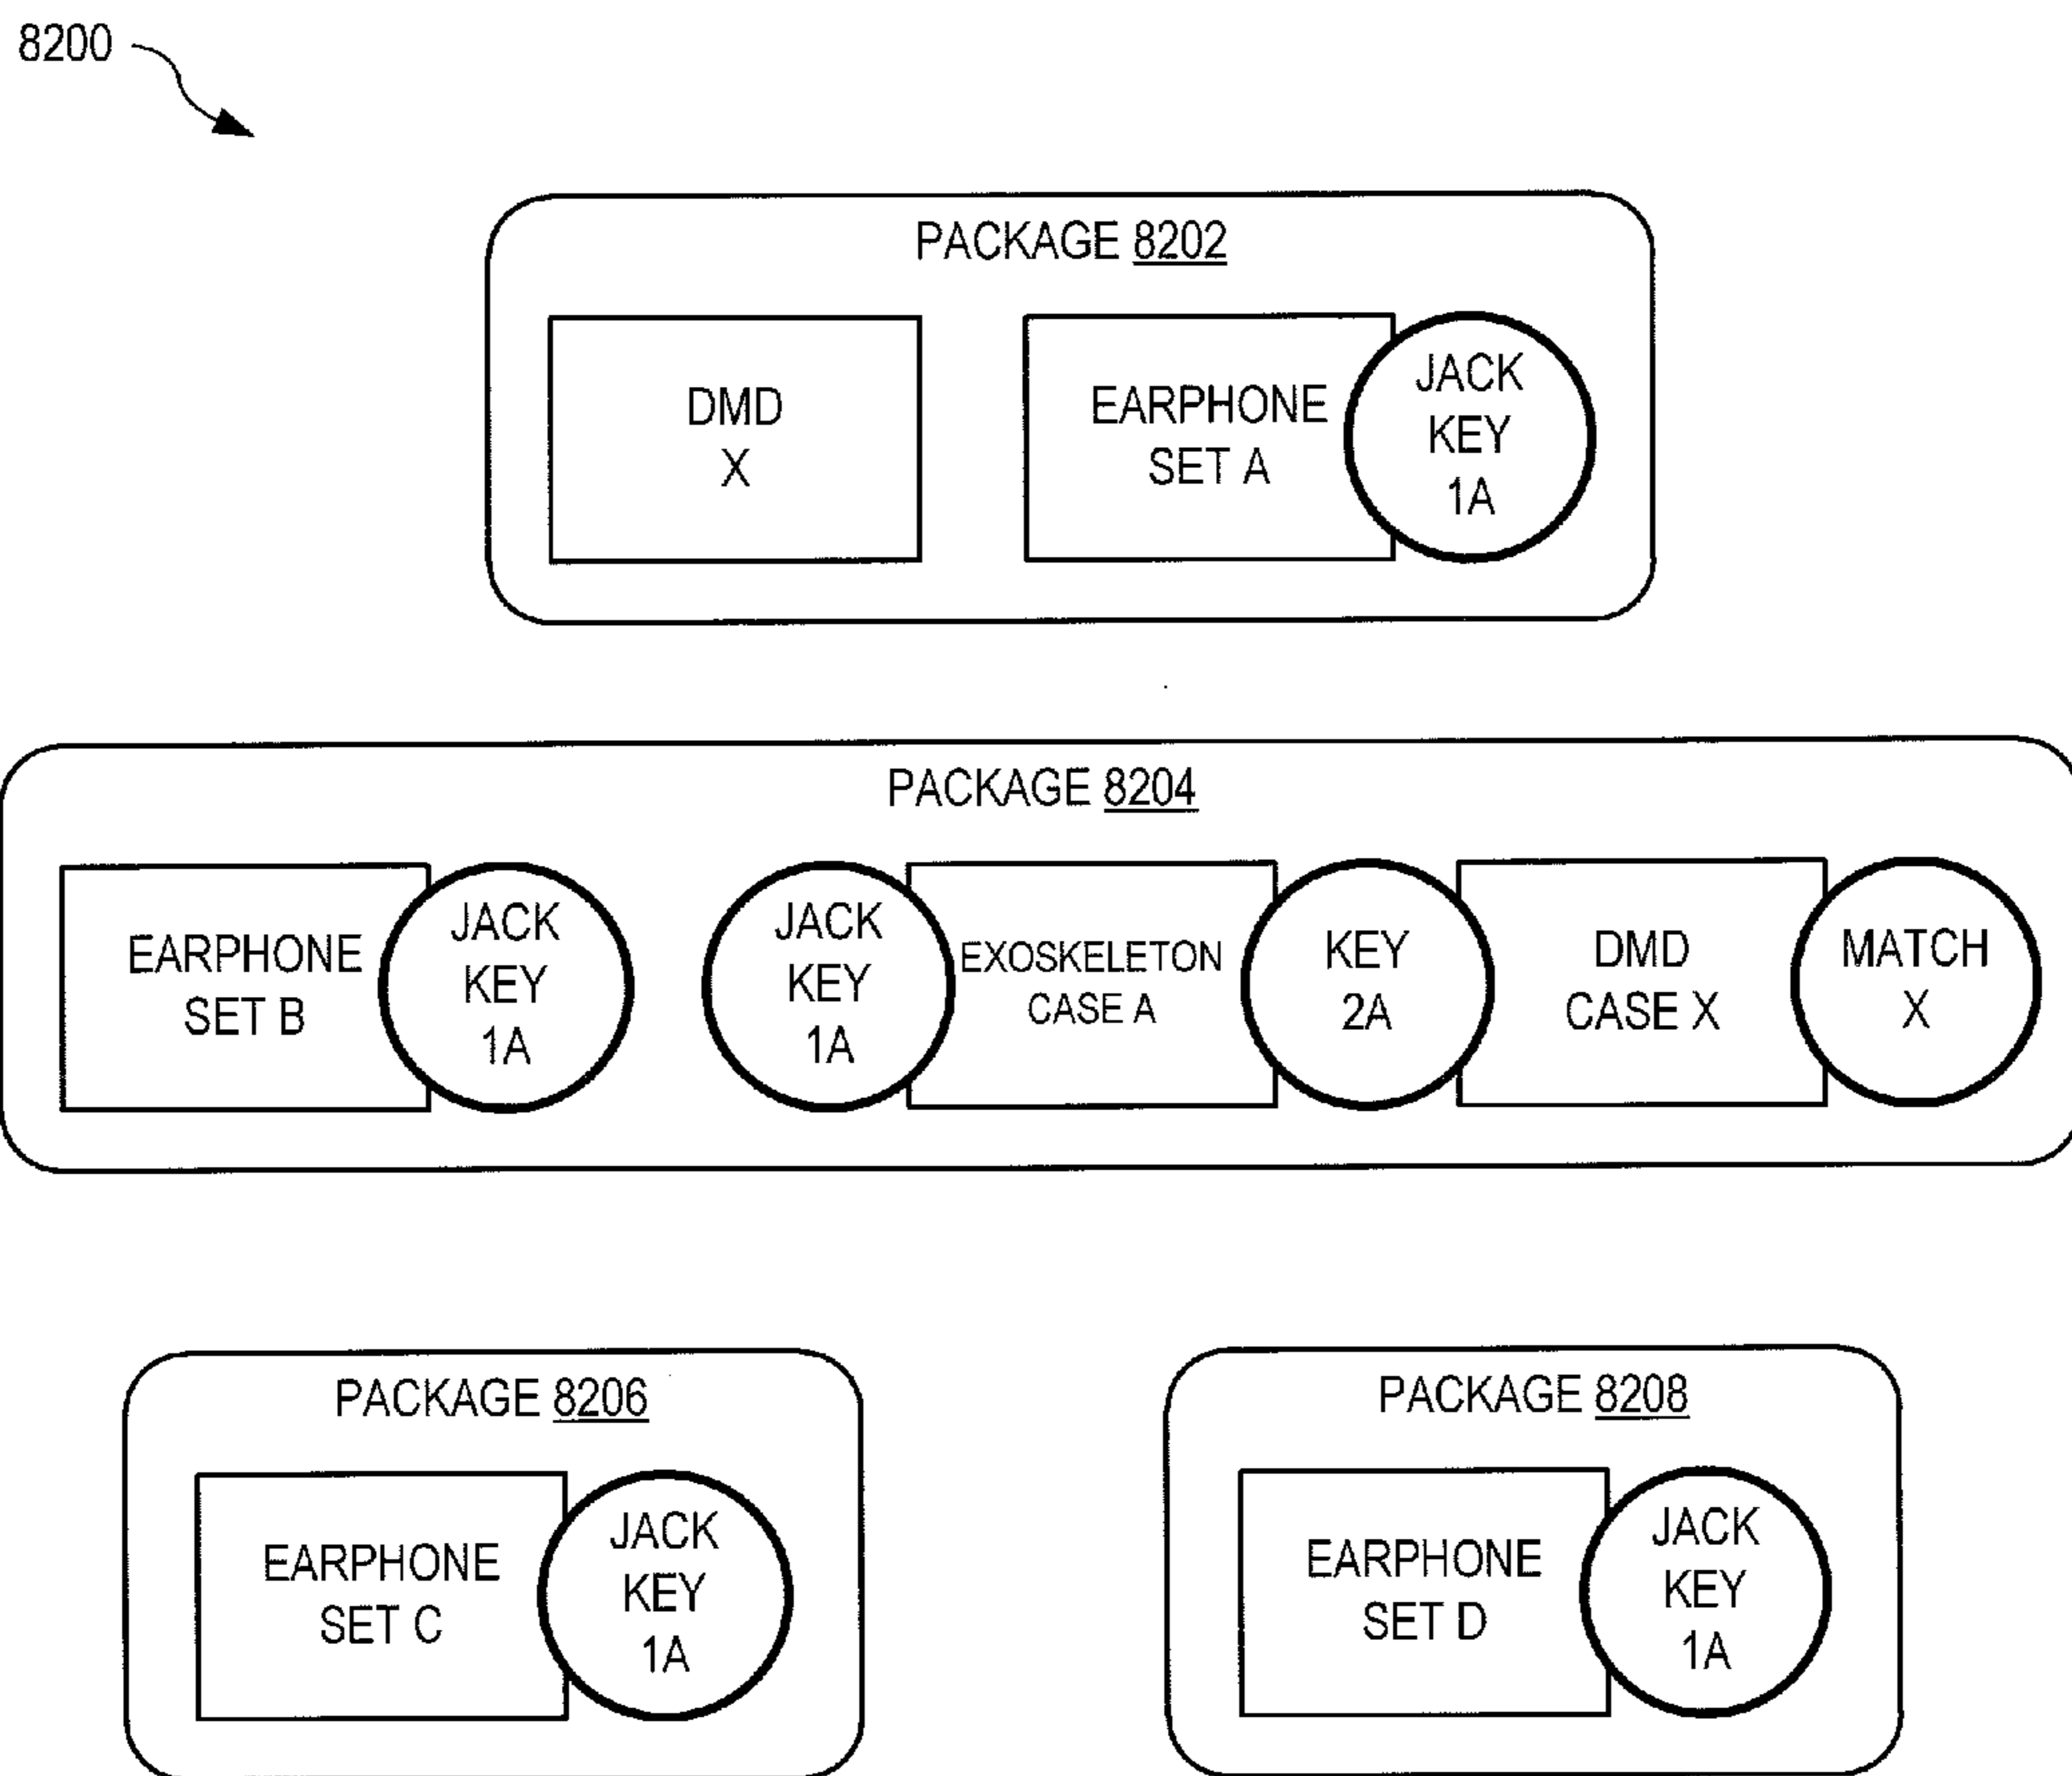 8200
PACKAGE 8202
DMD
X
EARPHONE
SET A
JACK
KEY
1A
PACKAGE 8204
EARPHONE
SET B
JACK
KEY
1A
JACK
KEY
1A
EXOSKELETON
CASE A
KEY
2A
DMD
CASE X
MATCH
X
PACKAGE 8206
EARPHONE
SET C
JACK
KEY
1A
PACKAGE 8208
EARPHONE
SET D
JACK
KEY
1A